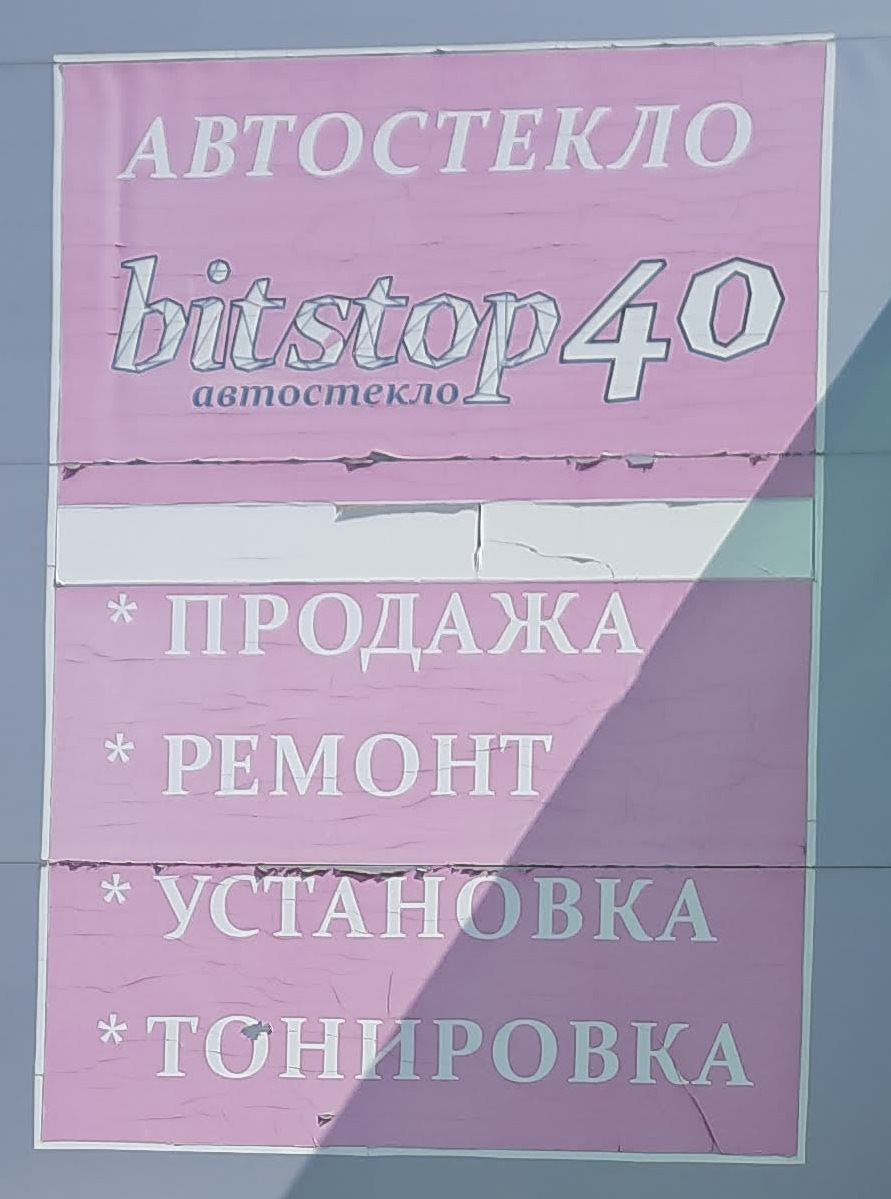 АВТОСТЕКЛО
bitstop40
автостекло
* ПРОДАЖА
* РЕМОНТ
* УСТАНОВКА
* ТОНИРОВКА